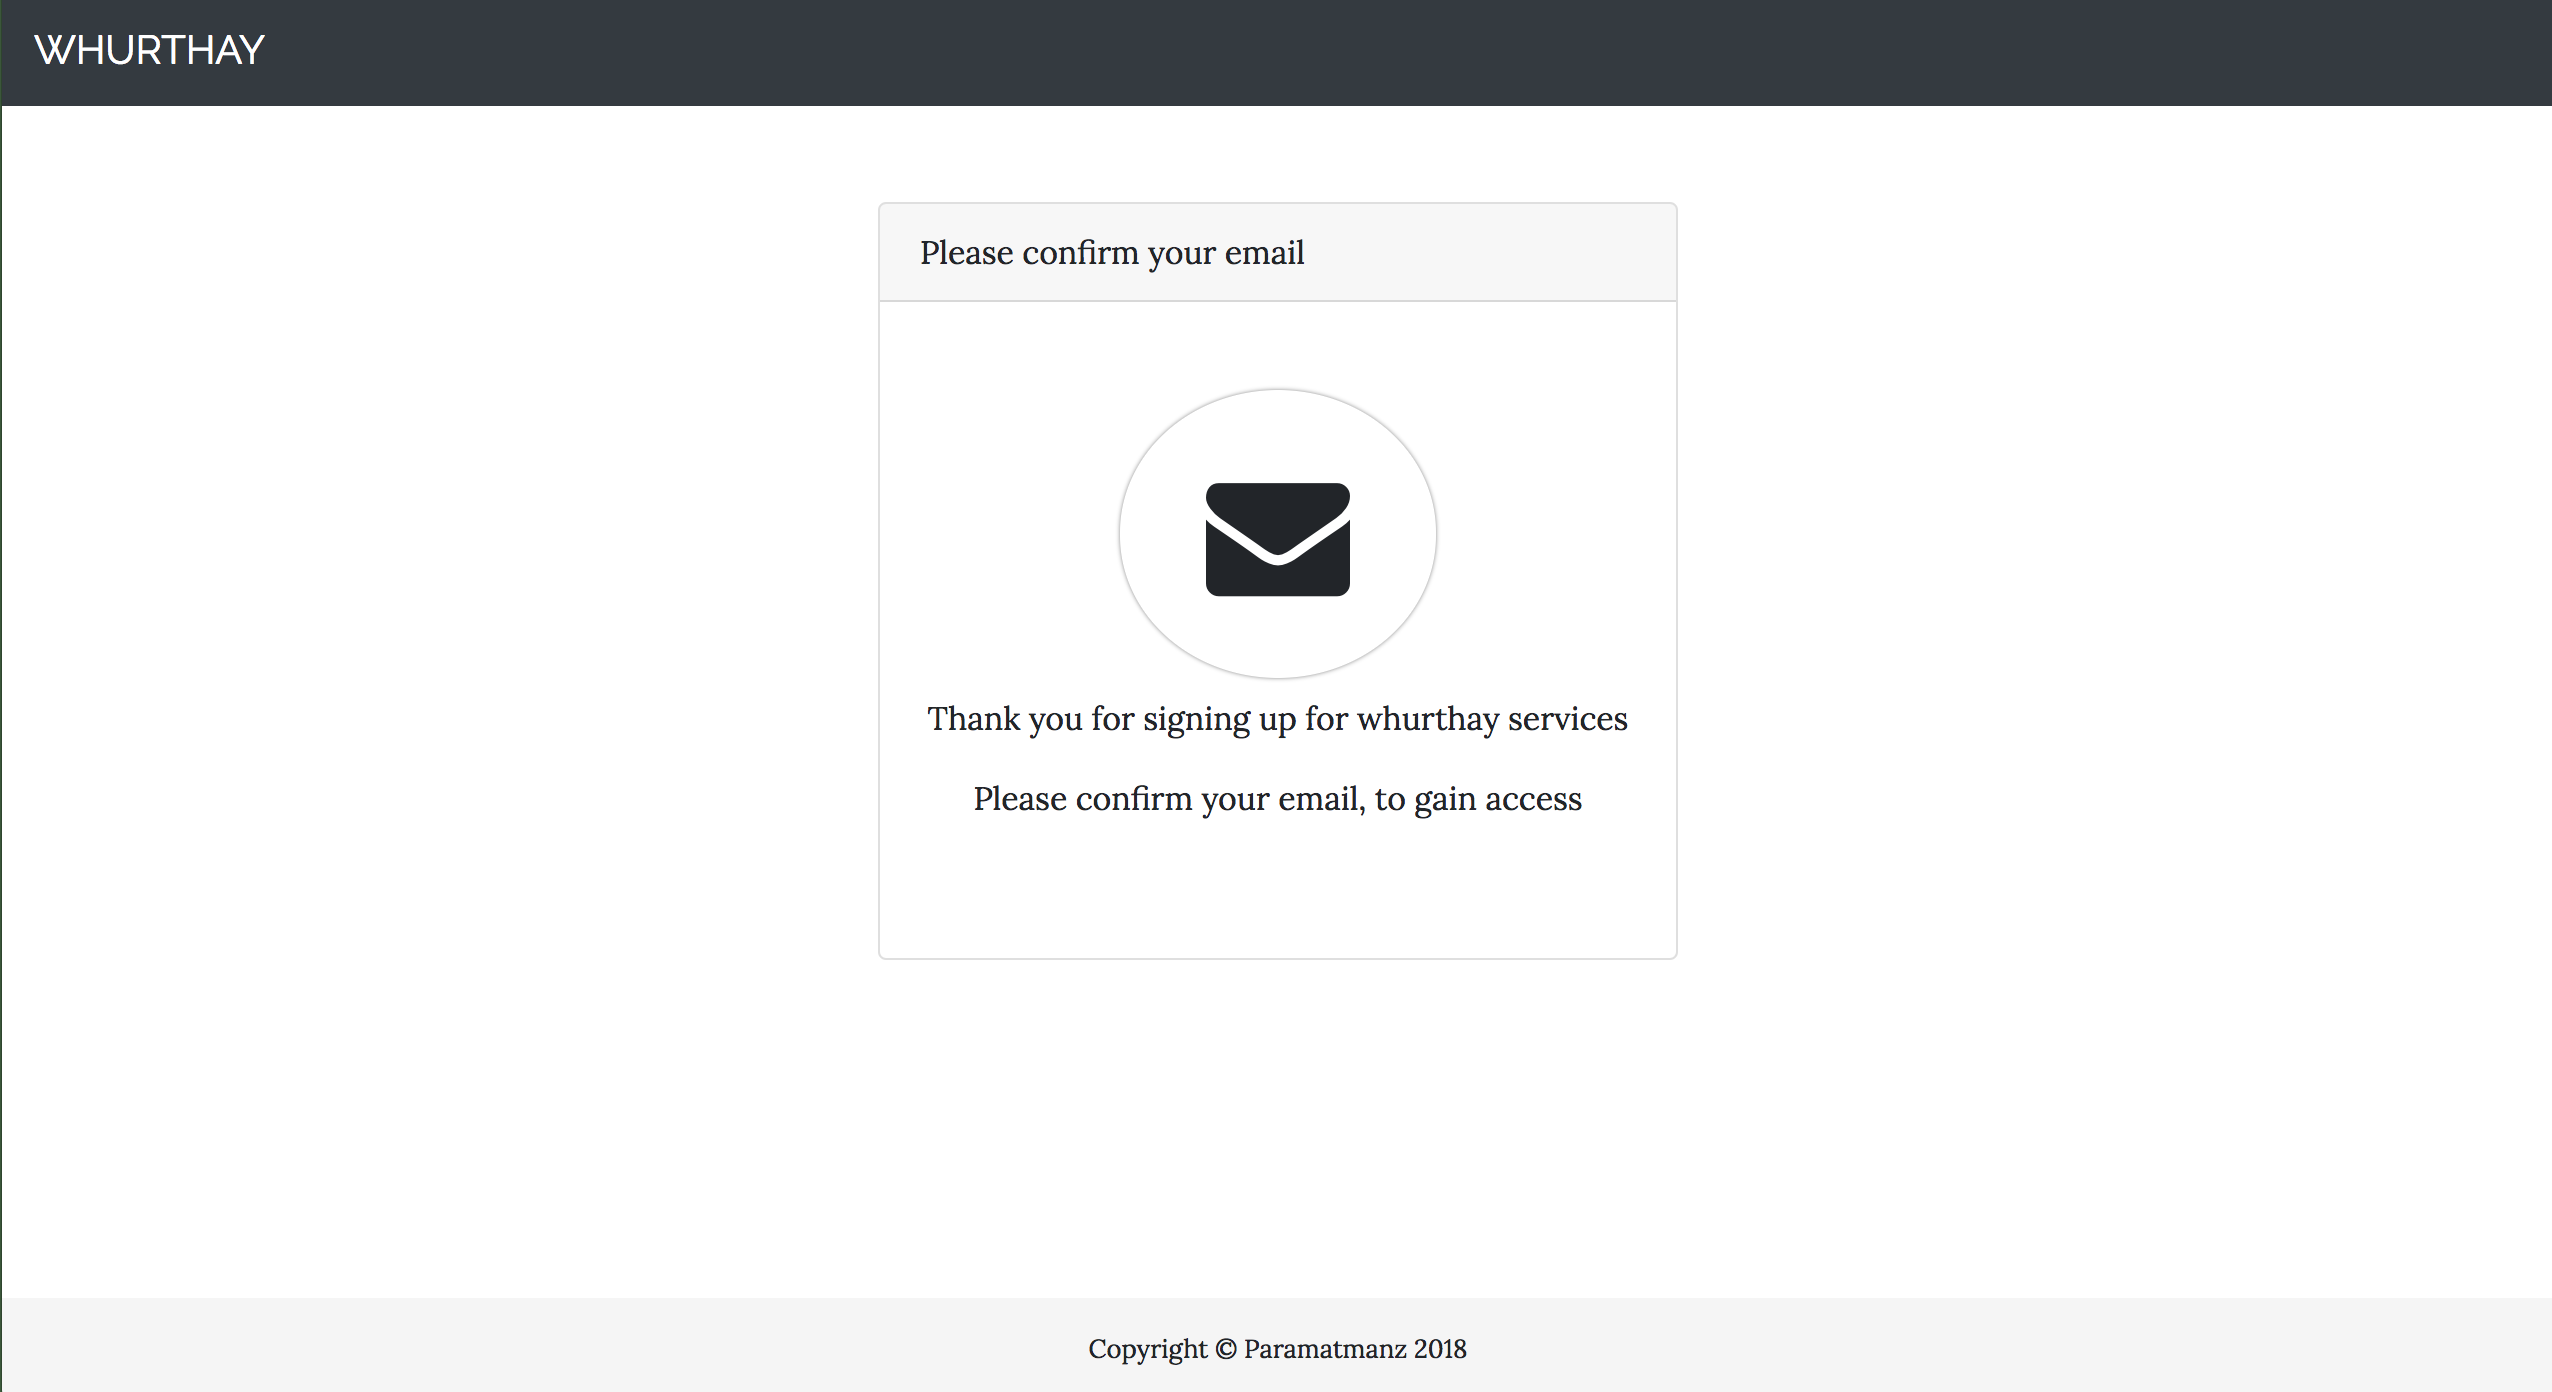 WHURTHAY
Please confirm your email
Thank you for signing up for whurthay services
Please confirm your email, to gain access
Copyright © Paramatmanz 2018